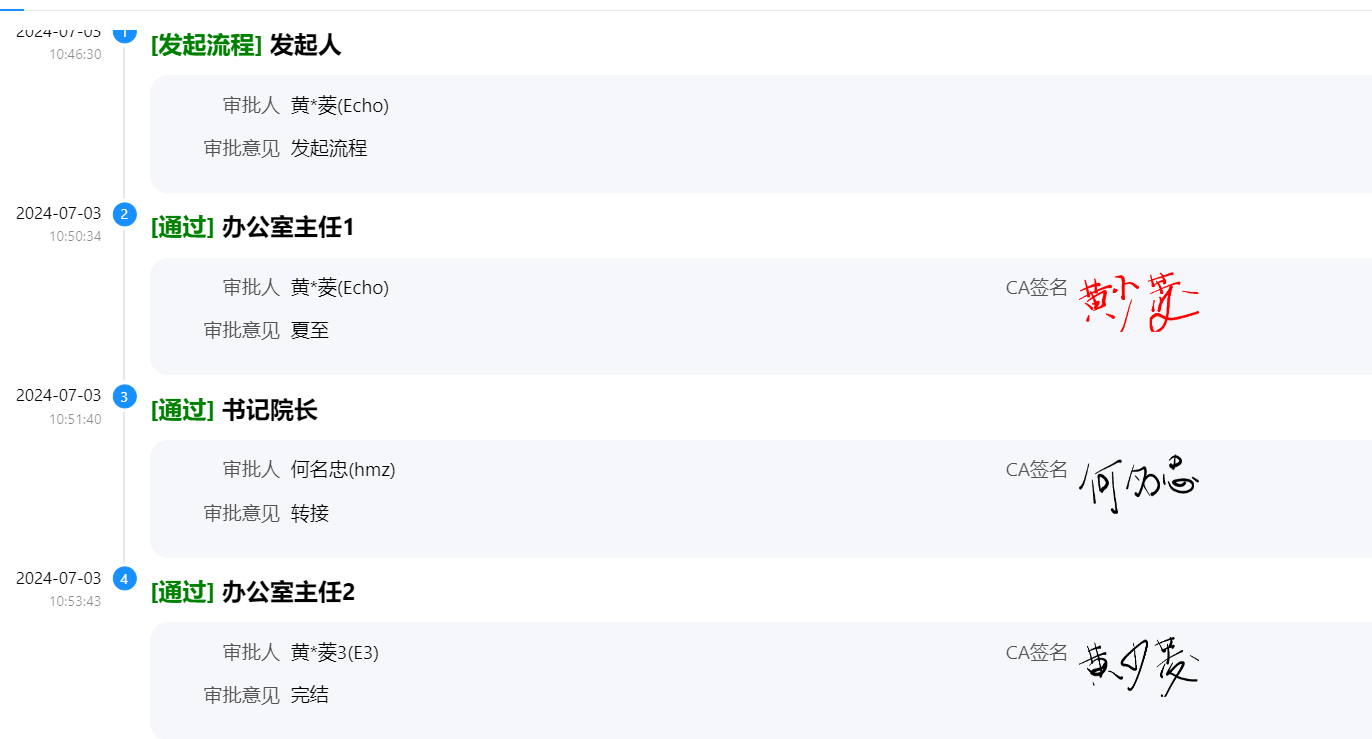 2024-07-03
10:46:30
1
[发起流程] 发起人
审批人 黄*菱(Echo)
审批意见 发起流程
2024-07-03
10:50:34
2
[通过] 办公室主任1
审批人 黄*菱(Echo)
CA签名 黄少菱
审批意见 夏至
2024-07-03
10:51:40
3
[通过] 书记院长
审批人 何名忠(hmz)
CA签名 何名忠
审批意见 转接
2024-07-03
10:53:43
4
[通过] 办公室主任2
审批人 黄*菱3(E3)
CA签名 黄少菱
审批意见 完结